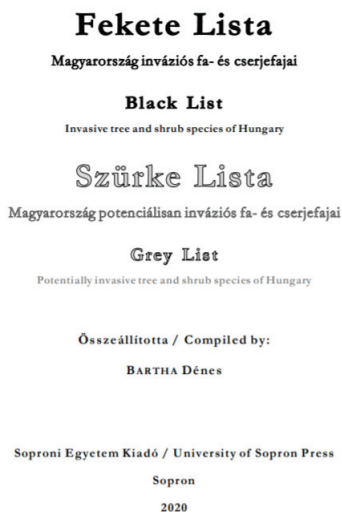 Fekete Lista
Magyarország inváziós fa- és cserjefajai
Black List
Invasive tree and shrub species of Hungary
Szürke Lista
Magyarország potenciálisan inváziós fa- és cserjefajai
Grey List
Potentially invasive tree and shrub species of Hungary
Összeállította / Compiled by:
BARTHA Dénes
Soproni Egyetem Kiadó / University of Sopron Press
Sopron
2020